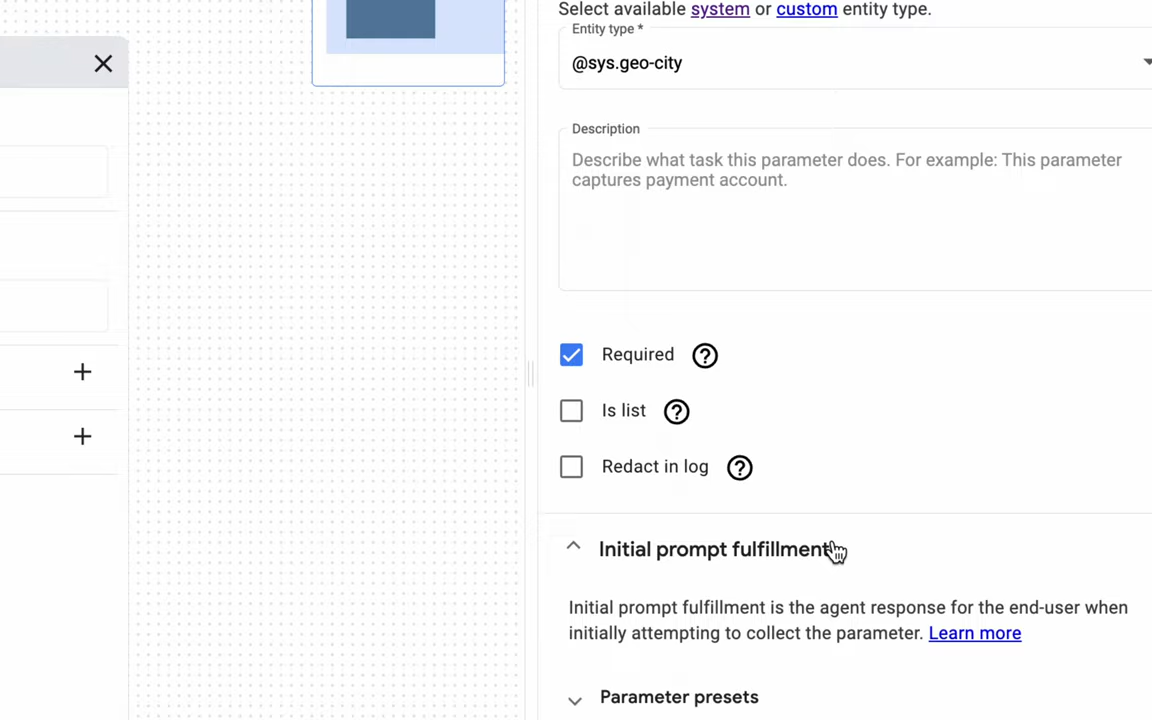 Select available system or custom entity type.
Entity type *
@sys.geo-city
Description
Describe what task this parameter does. For example: This parameter
captures payment account.
Required
Is list
Redact in log
Initial prompt fulfillment
Initial prompt fulfillment is the agent response for the end-user when
initially attempting to collect the parameter. Learn more
Parameter presets